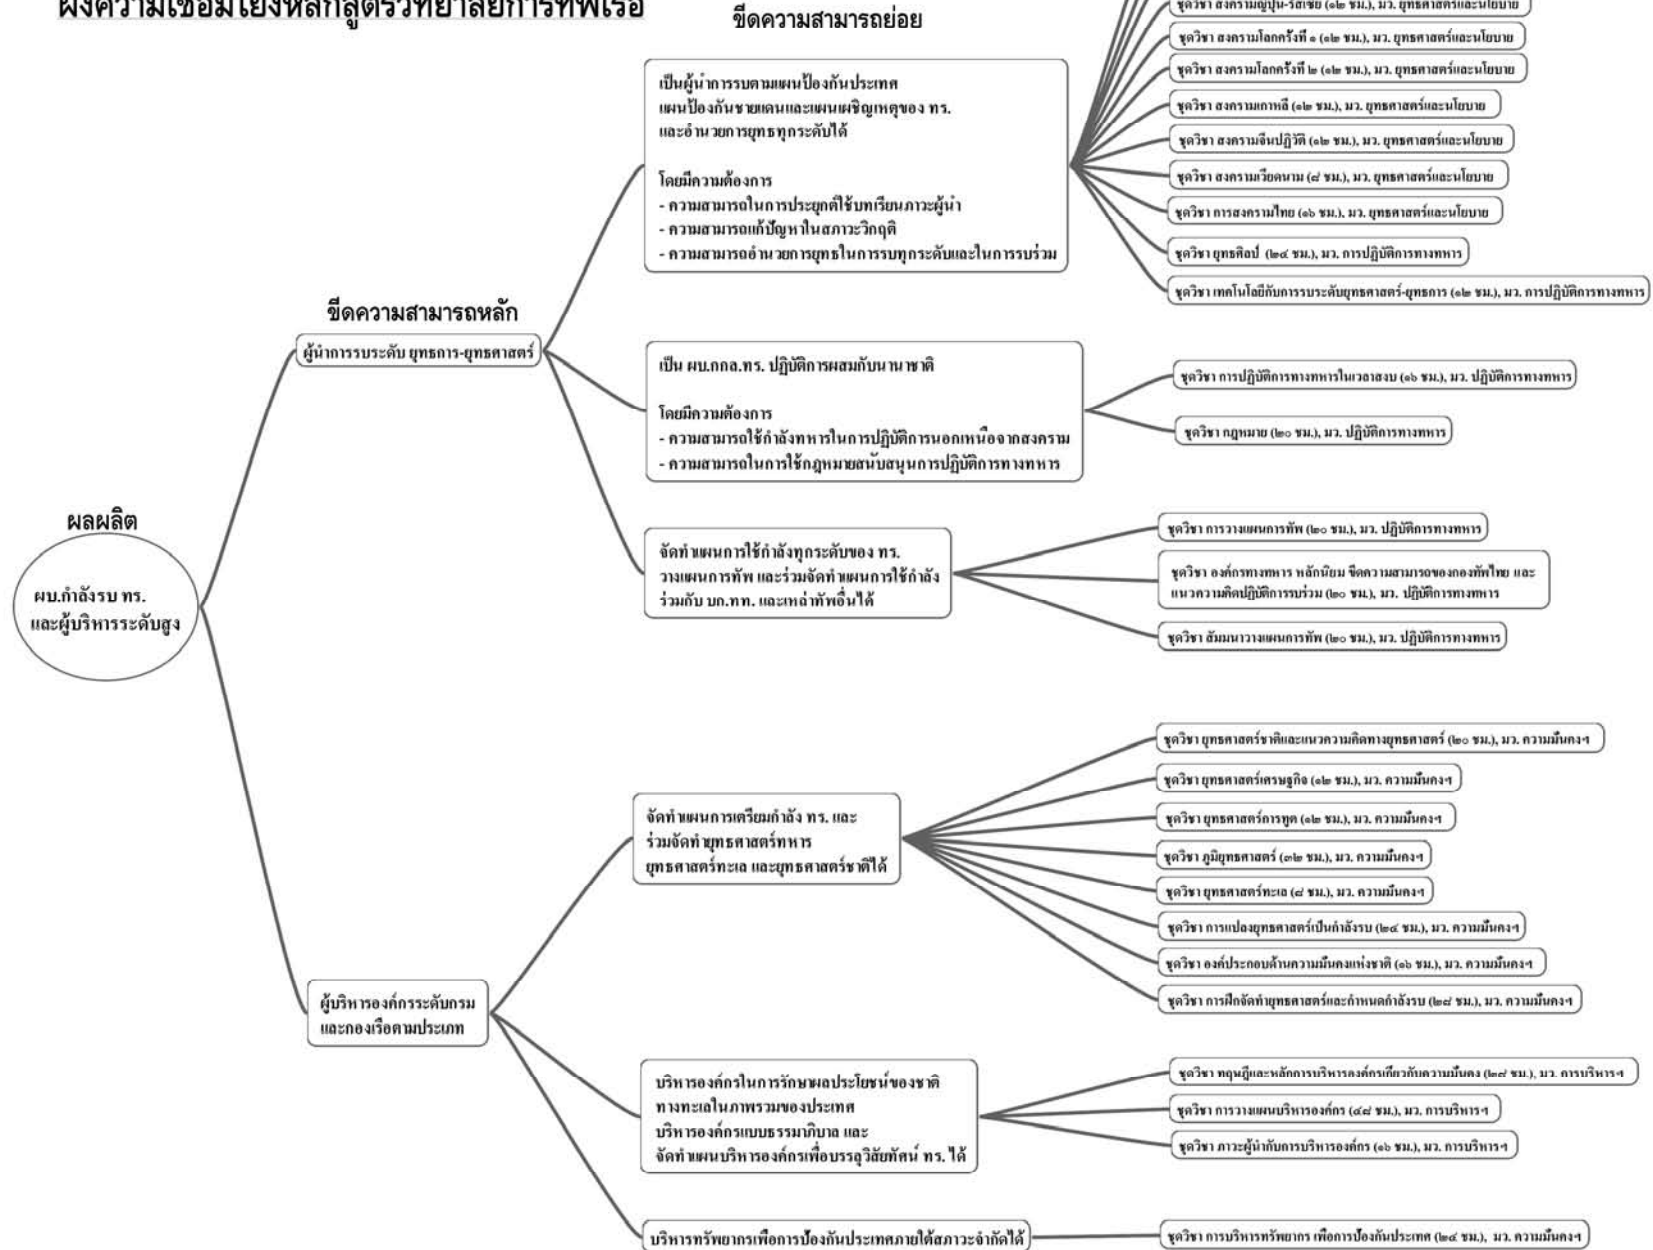 ผังความเชื่อมโยงหลักสูตรวิทยาลัยการทัพเรือ
ขีดความสามารถย่อย
ชุดวิชา สงครามญี่ปุ่น-รัสเซีย (๑๒ ชม.), มว. ยุทธศาสตร์และนโยบาย
ชุดวิชา สงครามโลกครั้งที่ ๑ (๑๒ ชม.), มว. ยุทธศาสตร์และนโยบาย
ชุดวิชา สงครามโลกครั้งที่ ๒ (๑๒ ชม.), มว. ยุทธศาสตร์และนโยบาย
ชุดวิชา สงครามเกาหลี (๑๒ ชม.), มว. ยุทธศาสตร์และนโยบาย
ชุดวิชา สงครามจีนปฏิวัติ (๑๒ ชม.), มว. ยุทธศาสตร์และนโยบาย
ชุดวิชา สงครามเวียดนาม (๘ ชม.), มว. ยุทธศาสตร์และนโยบาย
ชุดวิชา การสงครามไทย (๑๖ ชม.), มว. ยุทธศาสตร์และนโยบาย
ชุดวิชา ยุทธศิลป์ (๒๔ ชม.), มว. การปฏิบัติการทางทหาร
ชุดวิชา เทคโนโลยีกับการรบระดับยุทธศาสตร์-ยุทธการ (๑๒ ชม.), มว. การปฏิบัติการทางทหาร
เป็นผู้นำการรบตามแผนป้องกันประเทศ
แผนป้องกันชายแดนและแผนเผชิญเหตุของ ทร.
และอำนวยการยุทธทุกระดับได้
โดยมีความต้องการ
- ความสามารถในการประยุกต์ใช้บทเรียนภาวะผู้นำ
- ความสามารถแก้ปัญหาในสภาวะวิกฤติ
- ความสามารถอำนวยการยุทธในการรบทุกระดับและในการรบร่วม
ขีดความสามารถหลัก
ผู้นำการรบระดับ ยุทธการ-ยุทธศาสตร์
เป็น ผบ.กกล.ทร. ปฏิบัติการผสมกับนานาชาติ
โดยมีความต้องการ
- ความสามารถใช้กำลังทหารในการปฏิบัติการนอกเหนือจากสงคราม
- ความสามารถในการใช้กฎหมายสนับสนุนการปฏิบัติการทางทหาร
ชุดวิชา การปฏิบัติการทางทหารในเวลาสงบ (๑๖ ชม.), มว. ปฏิบัติการทางทหาร
ชุดวิชา กฎหมาย (๒๐ ชม.), มว. ปฏิบัติการทางทหาร
ผลผลิต
ผบ.กำลังรบ ทร.
และผู้บริหารระดับสูง
จัดทำแผนการใช้กำลังทุกระดับของ ทร.
วางแผนการทัพ และร่วมจัดทำแผนการใช้กำลัง
ร่วมกับ บก.ทท. และเหล่าทัพอื่นได้
ชุดวิชา การวางแผนการทัพ (๒๐ ชม.), มว. ปฏิบัติการทางทหาร
ชุดวิชา องค์กรทางทหาร หลักนิยม ขีดความสามารถของกองทัพไทย และ
แนวความคิดปฏิบัติการรบร่วม (๒๐ ชม.), มว. ปฏิบัติการทางทหาร
ชุดวิชา สัมมนาวางแผนการทัพ (๒๐ ชม.), มว. ปฏิบัติการทางทหาร
ชุดวิชา ยุทธศาสตร์ชาติและแนวความคิดทางยุทธศาสตร์ (๒๐ ชม.), มว. ความมั่นคงฯ
ชุดวิชา ยุทธศาสตร์เศรษฐกิจ (๑๒ ชม.), มว. ความมั่นคงฯ
ชุดวิชา ยุทธศาสตร์การทูต (๑๒ ชม.), มว. ความมั่นคงฯ
ชุดวิชา ภูมิยุทธศาสตร์ (๓๒ ชม.), มว. ความมั่นคงฯ
ชุดวิชา ยุทธศาสตร์ทะเล (๘ ชม.), มว. ความมั่นคงฯ
ชุดวิชา การแปลงยุทธศาสตร์เป็นกำลังรบ (๒๔ ชม.), มว. ความมั่นคงฯ
ชุดวิชา องค์ประกอบด้านความมั่นคงแห่งชาติ (๑๖ ชม.), มว. ความมั่นคงฯ
ชุดวิชา การฝึกจัดทำยุทธศาสตร์และกำหนดกำลังรบ (๒๘ ชม.), มว. ความมั่นคงฯ
จัดทำแผนการเตรียมกำลัง ทร. และ
ร่วมจัดทำยุทธศาสตร์ทหาร
ยุทธศาสตร์ทะเล และยุทธศาสตร์ชาติได้
ผู้บริหารองค์กรระดับกรม
และกองเรือตามประเภท
บริหารองค์กรในการรักษาผลประโยชน์ของชาติ
ทางทะเลในภาพรวมของประเทศ
บริหารองค์กรแบบธรรมาภิบาล และ
จัดทำแผนบริหารองค์กรเพื่อบรรลุวิสัยทัศน์ ทร. ได้
ชุดวิชา ทฤษฎีและหลักการบริหารองค์กรเกี่ยวกับความมั่นคง (๒๘ ชม.), มว. การบริหารฯ
ชุดวิชา การวางแผนบริหารองค์กร (๔๘ ชม.), มว. การบริหารฯ
ชุดวิชา ภาวะผู้นำกับการบริหารองค์กร (๑๖ ชม.), มว. การบริหารฯ
บริหารทรัพยากรเพื่อการป้องกันประเทศภายใต้สภาวะจำกัดได้
ชุดวิชา การบริหารทรัพยากร เพื่อการป้องกันประเทศ (๒๔ ชม.), มว. ความมั่นคงฯ